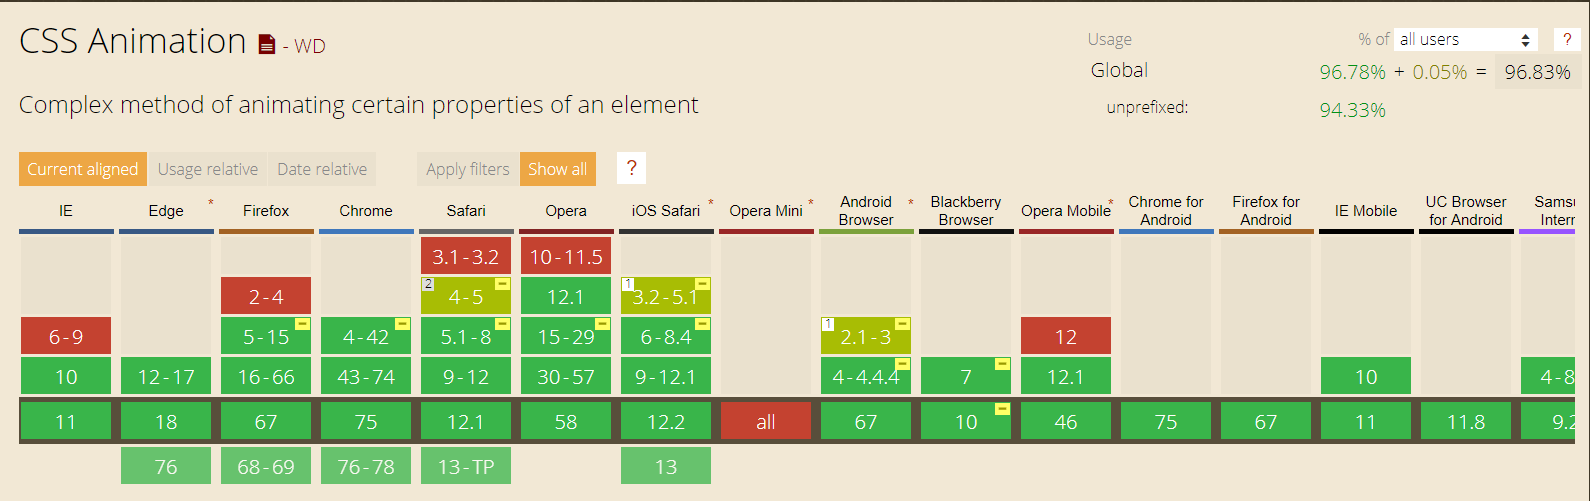 CSS Animation - WD
Usage % of all users ?
Global 96.78% + 0.05% = 96.83%
Complex method of animating certain properties of an element
unprefixed: 94.33%
Current aligned Usage relative Date relative Apply filters Show all ?
IE Edge * Firefox Chrome Safari Opera iOS Safari * Opera Mini * Android Browser * Blackberry Browser Opera Mobile * Chrome for Android Firefox for Android IE Mobile UC Browser for Android Samsu Intern
3.1-3.2 10-11.5
2-4 2 4-5 12.1 1 3.2-5.1
6-9 5-15 4-42 5.1-8 15-29 6-8.4 1 2.1-3 12
10 12-17 16-66 43-74 9-12 30-57 9-12.1 4-4.4.4 7 12.1 10 4-8
11 18 67 75 12.1 58 12.2 all 67 10 46 75 67 11 11.8 9.2
76 68-69 76-78 13-TP 13